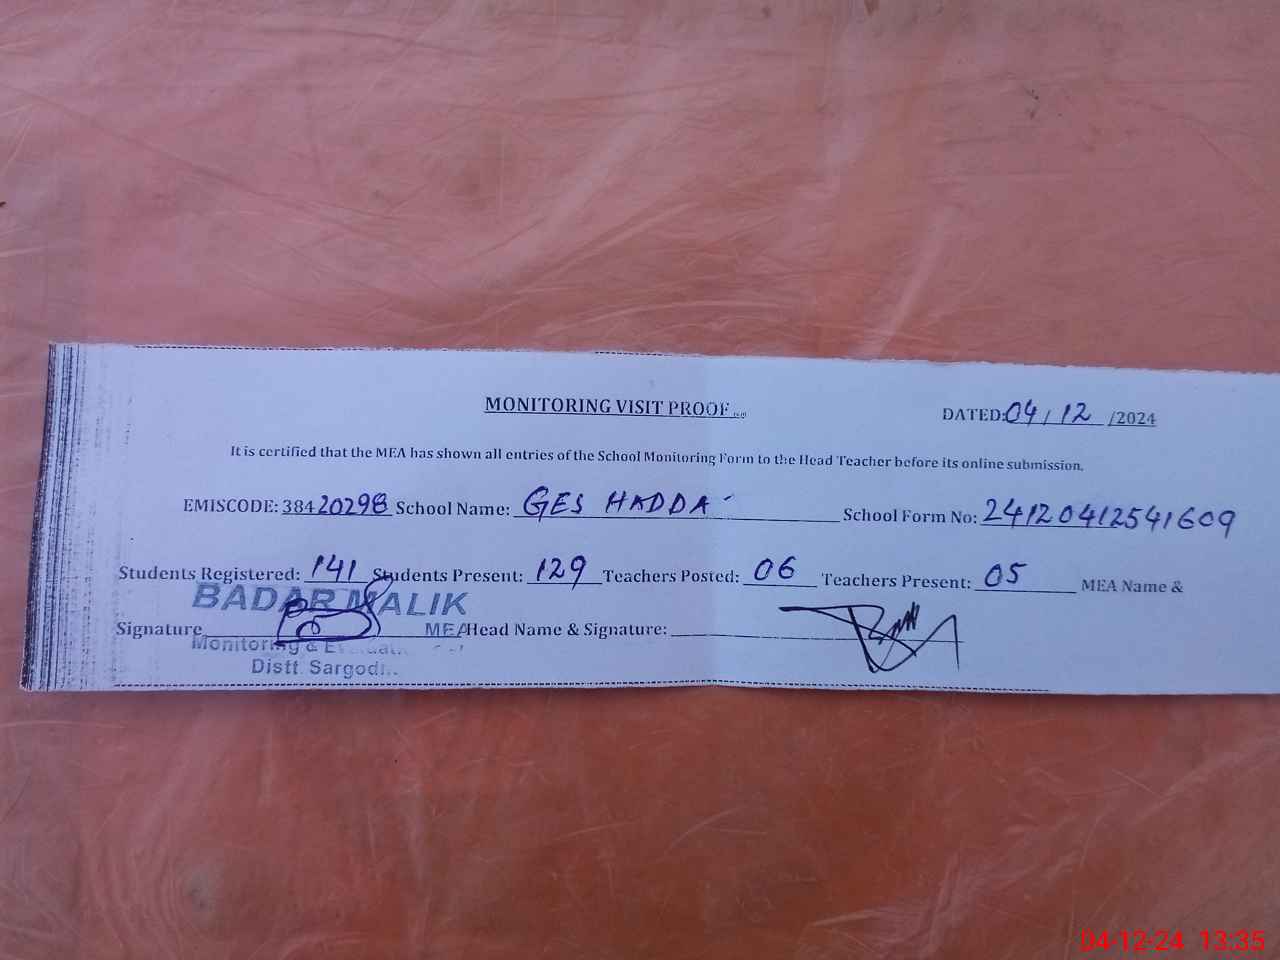 MONITORING VISIT PROOF
DATED: 04/12/2024
It is certified that the MEA has shown all entries of the School Monitoring Form to the Head Teacher before its online submission.
EMISCODE: 38420298 School Name: GES HADDA School Form No: 24120412541609
Students Registered: 141 Students Present: 129 Teachers Posted: 06 Teachers Present: 05 MEA Name &
BADAR MALIK
Signature MEA Head Name & Signature:
Monitoring &
Distt. Sargodh
04-12-24 13:35